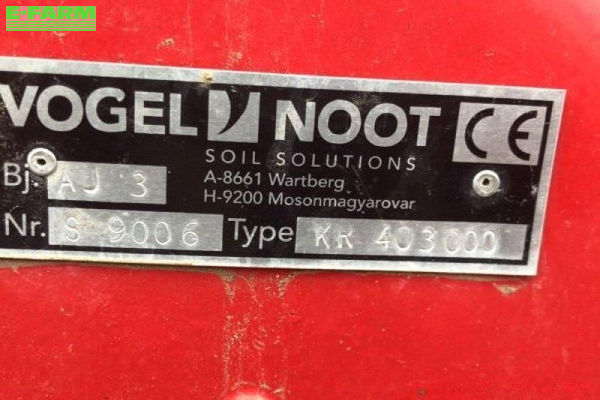 E-FARM
VOGEL NOOT
SOIL SOLUTIONS
A-8661 Wartberg
H-9200 Mosonmagyarovar
Bj. AJ 3
Nr. S 9006 Type KR 403000
CE